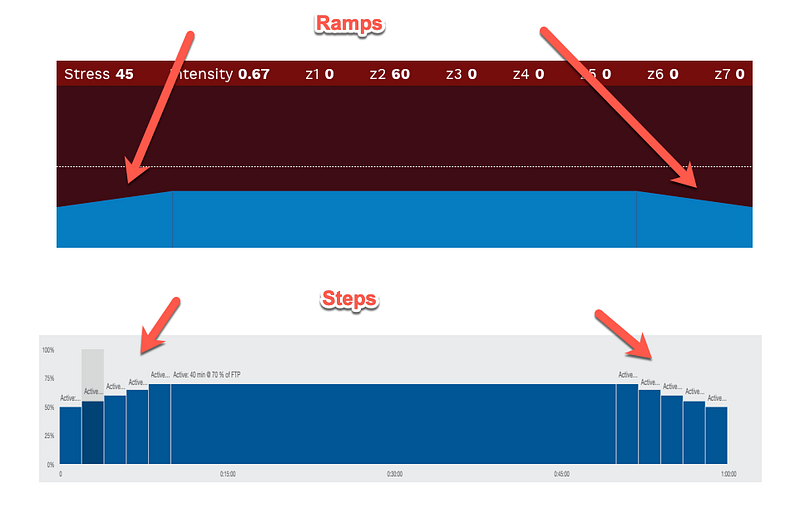 Ramps
Stress 45 ntensity 0.67 z1 0 z2 60 z3 0 z4 0 z5 0 z6 0 z7 0
Steps
100%
75%
50%
25%
0%
Active:... Active... Active... Active... Active... Active: 40 min @ 70 % of FTP Active... Active... Active... Active... Active...
0 0:15:00 0:30:00 0:45:00 1:00:00